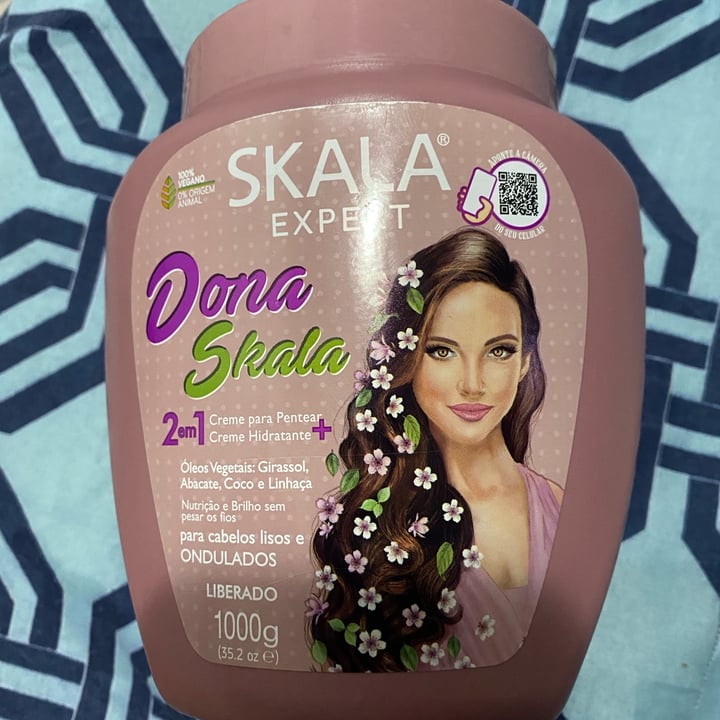 100%
VEGANO
0% ORIGEM
ANIMAL
SKALA®
EXPERT
APONTE A CÂMERA
DO SEU CELULAR
Dona
Skala
2em1
Creme para Pentear
Creme Hidratante +
Óleos Vegetais: Girassol,
Abacate, Coco e Linhaça
Nutrição e Brilho sem
pesar os fios
para cabelos lisos e
ONDULADOS
LIBERADO
1000g
(35.2 oz ℮)